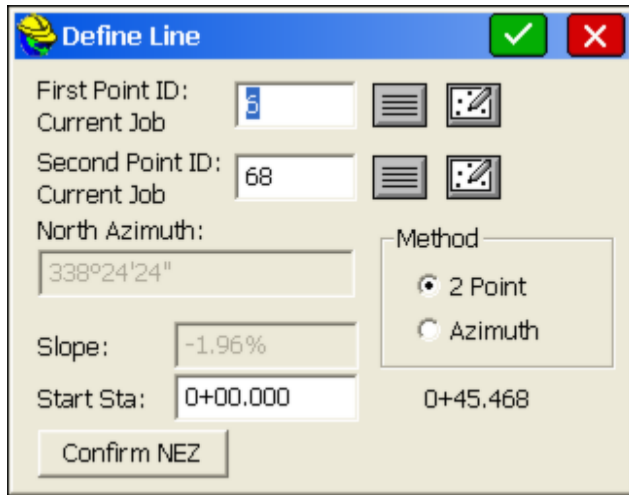 Define Line
First Point ID:
Current Job
6
Second Point ID:
Current Job
68
North Azimuth:
338°24'24"
Method
2 Point
Azimuth
Slope:
-1.96%
Start Sta:
0+00.000
0+45.468
Confirm NEZ